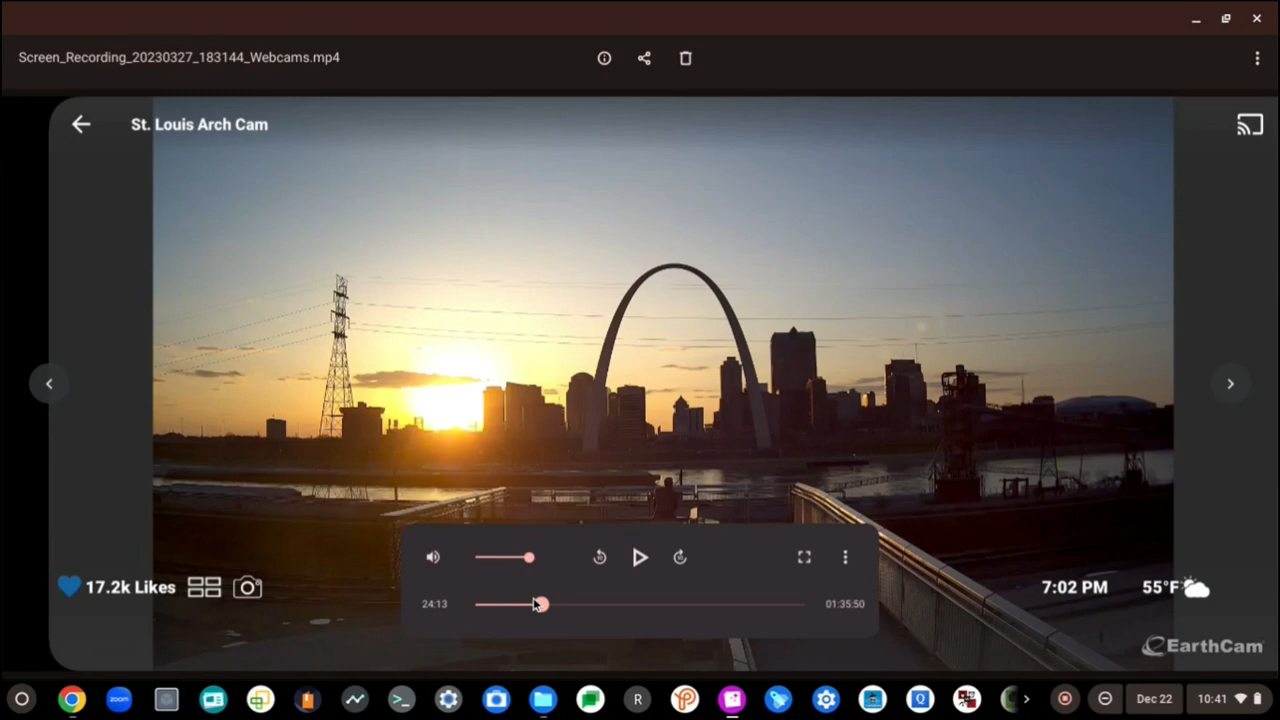 Screen_Recording_20230327_183144_Webcams.mp4
St. Louis Arch Cam
17.2k Likes
7:02 PM
55°F
24:13
01:35:50
EarthCam
zoom
R
Q
Dec 22
10:41